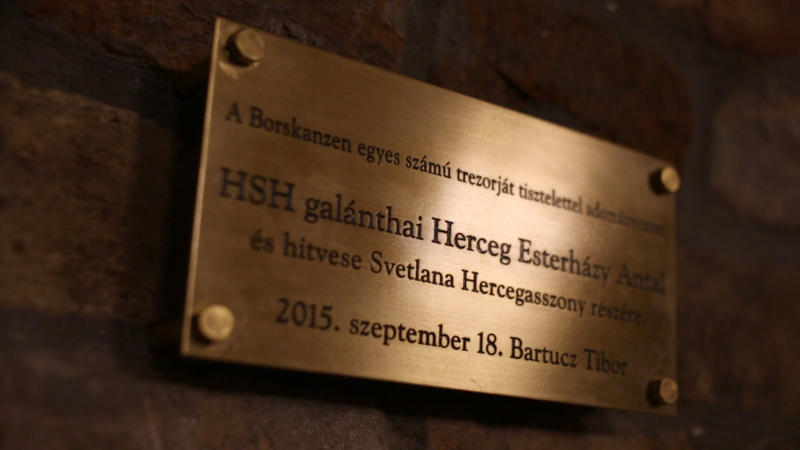 A Borskanzen egyes számú trezorját tisztelettel adományozom
HSH galánthai Herceg Esterházy Antal
és hitvese Svetlana Hercegasszony részére.
2015. szeptember 18. Bartucz Tibor